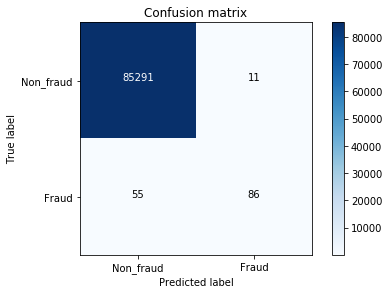 Confusion matrix
80000
Non_fraud 85291 11
70000
60000
50000
True label
40000
30000
Fraud 55 86
20000
10000
Non_fraud Fraud
Predicted label